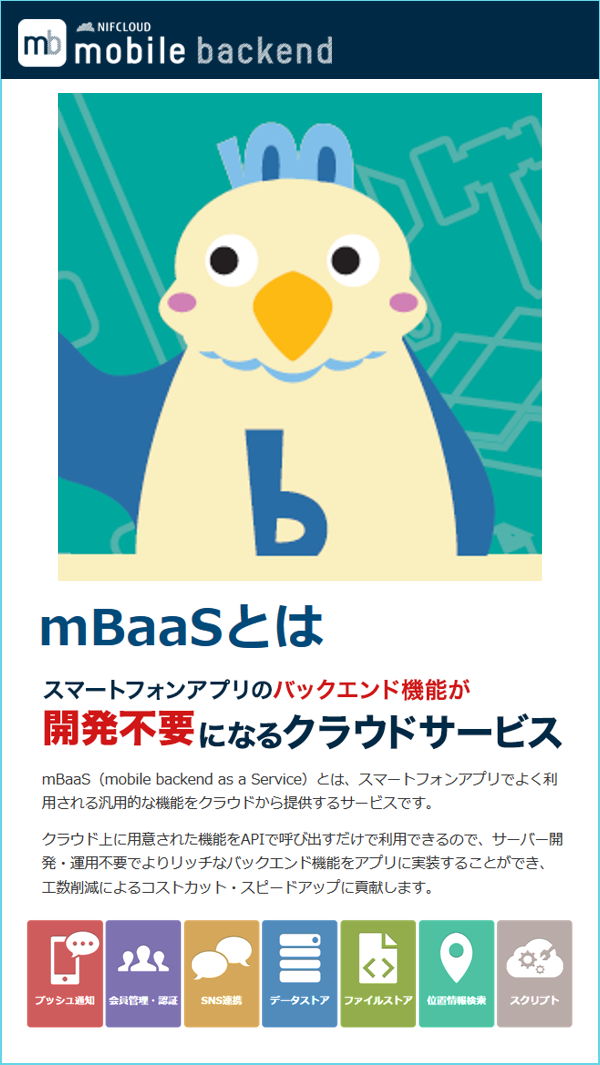 mb NIFCLOUD
mobile backend
b
mBaaSとは
スマートフォンアプリのバックエンド機能が
開発不要になるクラウドサービス
mBaaS（mobile backend as a Service）とは、スマートフォンアプリでよく利
用される汎用的な機能をクラウドから提供するサービスです。
クラウド上に用意された機能をAPIで呼び出すだけで利用できるので、サーバー開
発・運用不要でよりリッチなバックエンド機能をアプリに実装することができ、
工数削減によるコストカット・スピードアップに貢献します。
プッシュ通知
会員管理・認証
SNS連携
データストア
ファイルストア
位置情報検索
スクリプト